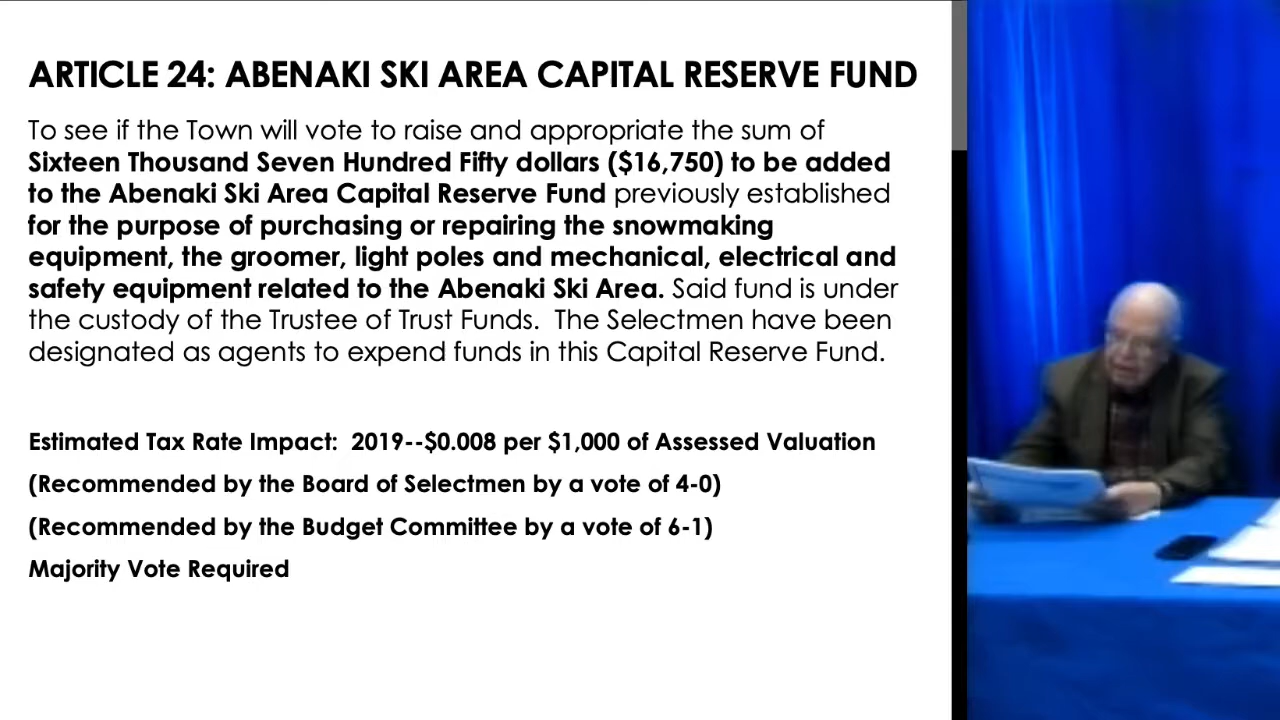 ARTICLE 24: ABENAKI SKI AREA CAPITAL RESERVE FUND
To see if the Town will vote to raise and appropriate the sum of
Sixteen Thousand Seven Hundred Fifty dollars ($16,750) to be added
to the Abenaki Ski Area Capital Reserve Fund previously established
for the purpose of purchasing or repairing the snowmaking
equipment, the groomer, light poles and mechanical, electrical and
safety equipment related to the Abenaki Ski Area. Said fund is under
the custody of the Trustee of Trust Funds. The Selectmen have been
designated as agents to expend funds in this Capital Reserve Fund.
Estimated Tax Rate Impact: 2019--$0.008 per $1,000 of Assessed Valuation
(Recommended by the Board of Selectmen by a vote of 4-0)
(Recommended by the Budget Committee by a vote of 6-1)
Majority Vote Required